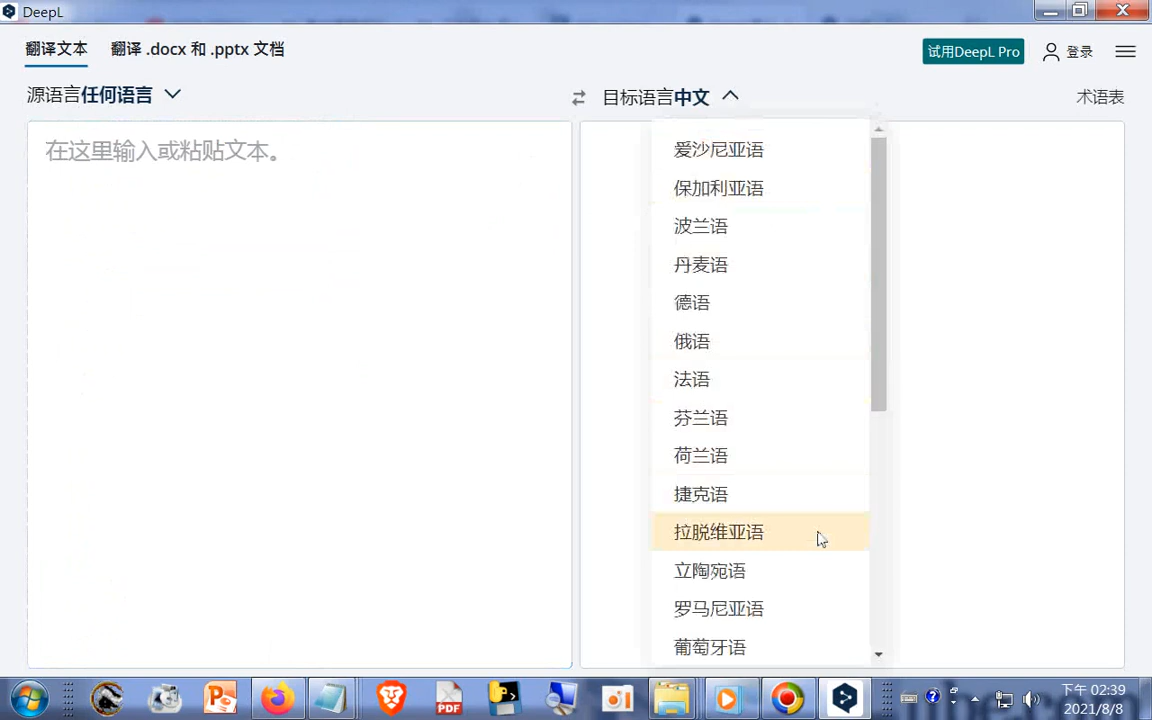 DeepL
翻译文本 翻译 .docx 和 .pptx 文档 试用DeepL Pro 登录
源语言任何语言 目标语言中文 术语表
在这里输入或粘贴文本。
爱沙尼亚语
保加利亚语
波兰语
丹麦语
德语
俄语
法语
芬兰语
荷兰语
捷克语
拉脱维亚语
立陶宛语
罗马尼亚语
葡萄牙语
PDF
下午 02:39
2021/8/8